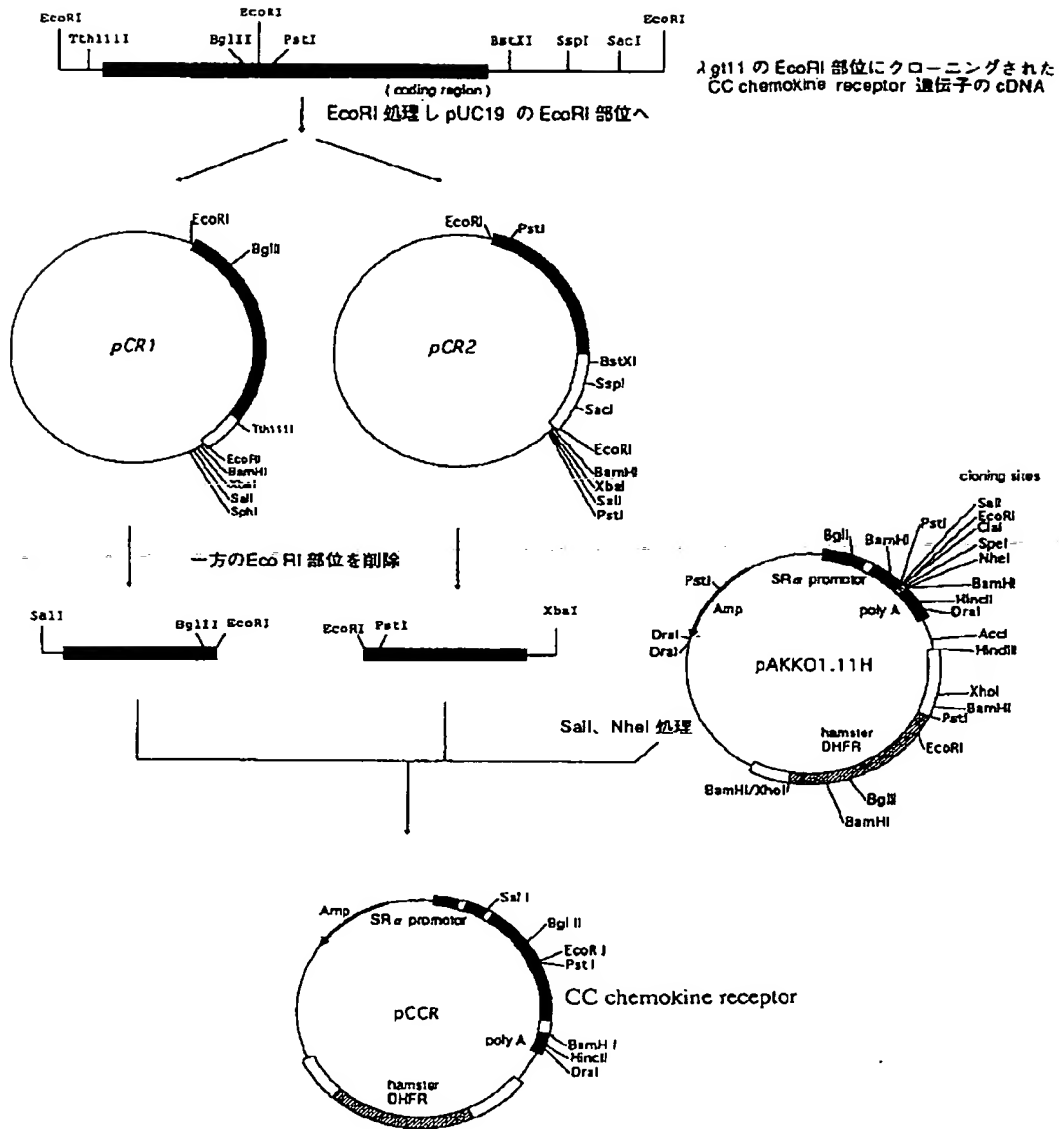 EcoRI
EcoRI
EcoRI
Tth111I
BglII
PstI
BstXI
SspI
SacI
( coding region)
λgt11 の EcoRI 部位にクローニングされた
CC chemokine receptor 遺伝子の cDNA
EcoRI 処理し pUC19 の EcoRI 部位へ
EcoRI
BglII
pCR1
Tth111I
EcoRI
BamHI
XbaI
SalI
SphI
EcoRI
PstI
pCR2
BstXI
SspI
SacI
EcoRI
BamHI
XbaI
SalI
PstI
一方のEco RI 部位を削除
SalI
BglII
EcoRI
EcoRI
PstI
XbaI
SalI、NheI 処理
cloning sites
SalI
EcoRI
ClaI
SpeI
NheI
BamHI
HincII
DraI
AccI
HindIII
XhoI
BamHI
PstI
EcoRI
BglII
BamHI
BamHI/XhoI
hamster
DHFR
pAKKO1.11H
DraI
DraI
Amp
PstI
BglI
BamHI
PstI
SRα promotor
poly A
Amp
SRα promotor
Sal I
Bgl II
EcoR I
Pst I
CC chemokine receptor
pCCR
poly A
BamH I
HincII
DraI
hamster
DHFR